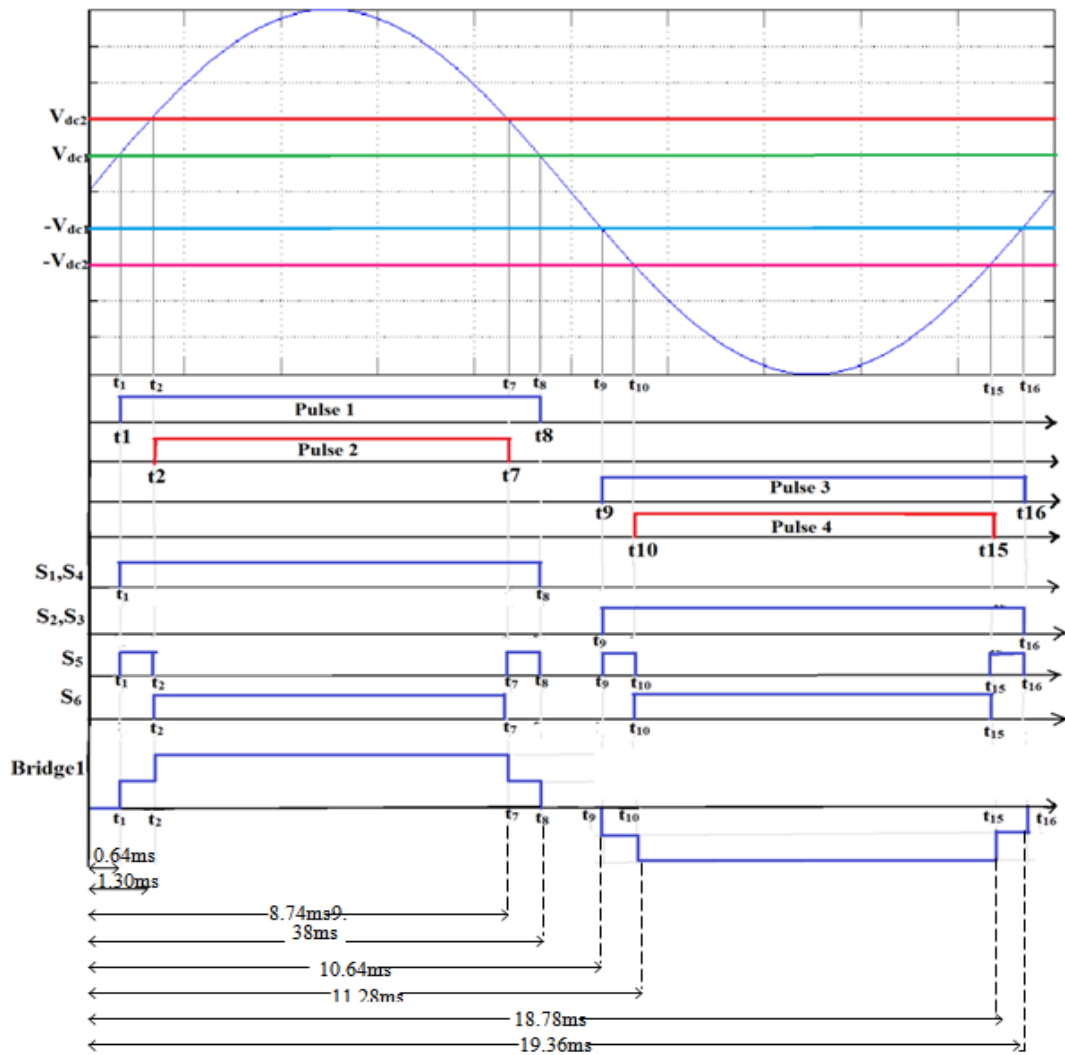 Vdc2
Vdc1
-Vdc1
-Vdc2
t1 t2 t7 t8 t9 t10 t15 t16
Pulse 1
t1 t8
Pulse 2
t2 t7
Pulse 3
t9 t16
Pulse 4
t10 t15
S1,S4
t1 t8
S2,S3
t9 t16
S5
t1 t2 t7 t8 t9 t10 t15 t16
S6
t2 t7 t10 t15
Bridge1
t1 t2 t7 t8 t9 t10 t15 t16
0.64ms
1.30ms
8.74ms9.
38ms
10.64ms
11.28ms
18.78ms
19.36ms